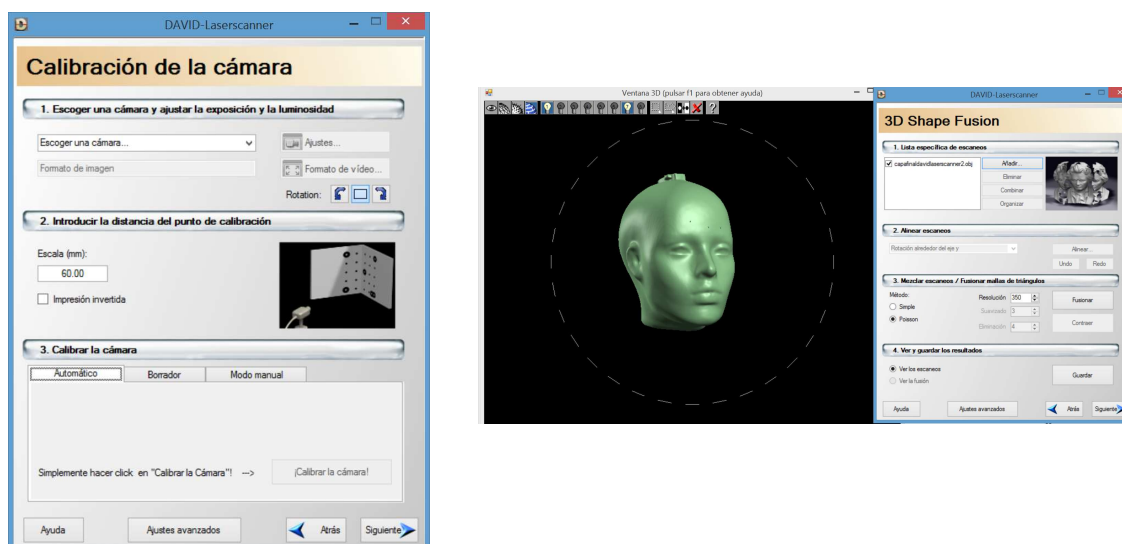 DAVID-Laserscanner
Calibración de la cámara
1. Escoger una cámara y ajustar la exposición y la luminosidad
Escoger una cámara...
Ajustes...
Formato de imagen
Formato de vídeo...
Rotation:
2. Introducir la distancia del punto de calibración
Escala (mm):
60.00
Impresión invertida
3. Calibrar la cámara
Automático
Borrador
Modo manual
Simplemente hacer click en "Calibrar la Cámara"! --->
¡Calibrar la cámara!
Ayuda
Ajustes avanzados
Atrás
Siguiente
Ventana 3D (pulsar f1 para obtener ayuda)
DAVID-Laserscanner
3D Shape Fusion
1. Lista específica de escaneos
capafinaldavidlaserscanner2.obj
Añadir...
Eliminar
Combinar
Organizar
2. Alinear escaneos
Rotación alrededor del eje y
Alinear...
Undo
Redo
3. Mezclar escaneos / Fusionar mallas de triángulos
Método:
Resolución 350
Fusionar
Simple
Suavizado 3
Poisson
Eliminación 4
Contraer
4. Ver y guardar los resultados
Ver los escaneos
Ver la fusión
Guardar
Ayuda
Ajustes avanzados
Atrás
Siguiente